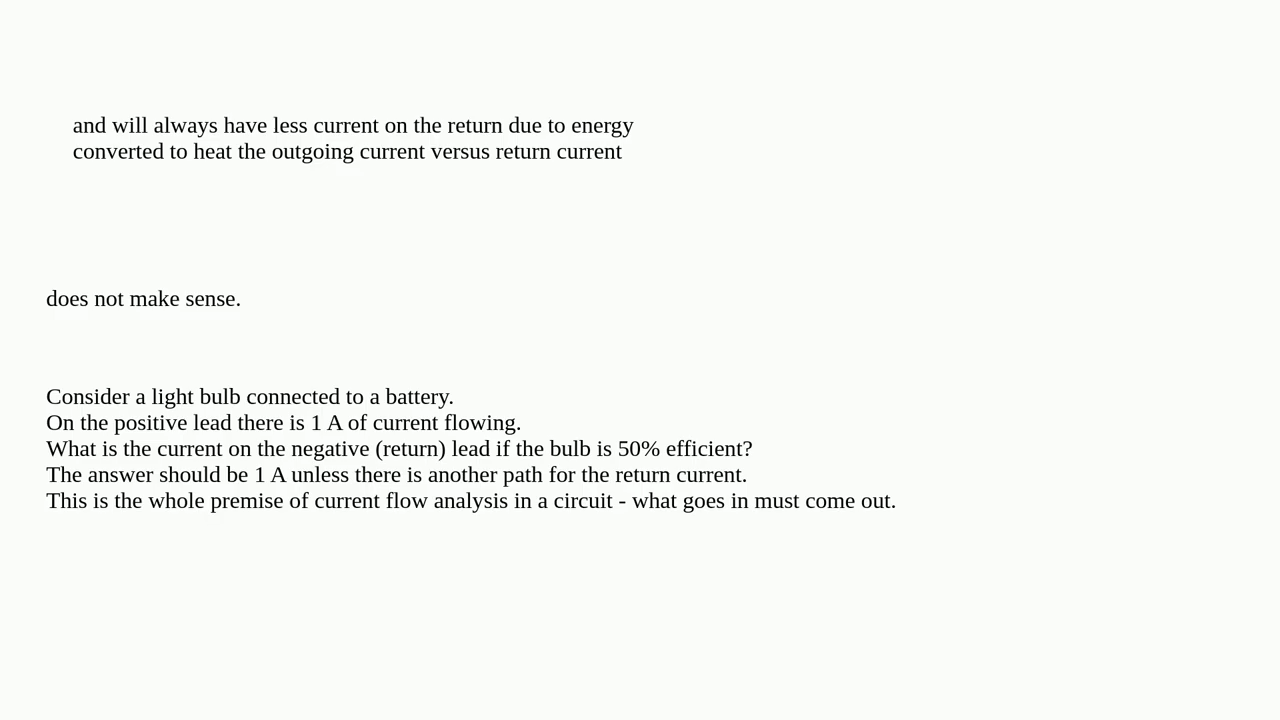 and will always have less current on the return due to energy
converted to heat the outgoing current versus return current
does not make sense.
Consider a light bulb connected to a battery.
On the positive lead there is 1 A of current flowing.
What is the current on the negative (return) lead if the bulb is 50% efficient?
The answer should be 1 A unless there is another path for the return current.
This is the whole premise of current flow analysis in a circuit - what goes in must come out.